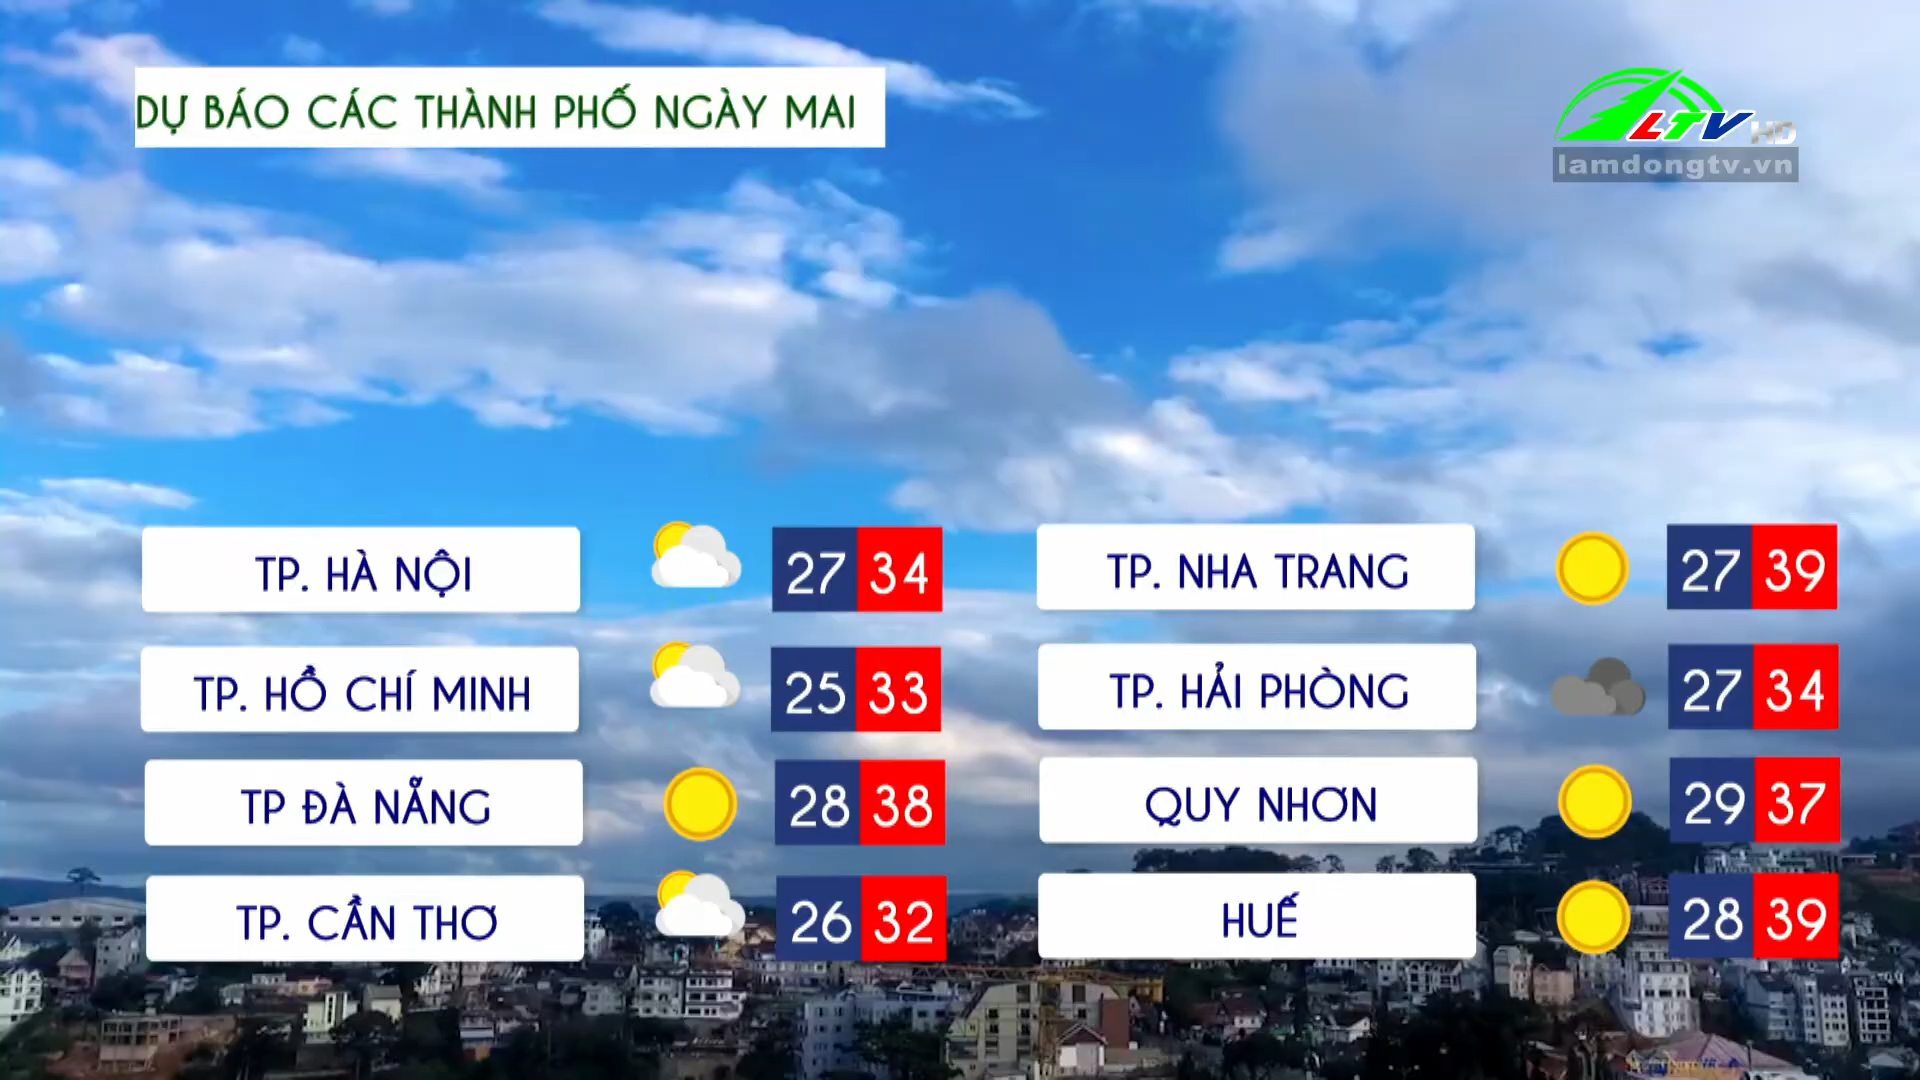 DỰ BÁO CÁC THÀNH PHỐ NGÀY MAI
LTV HD
lamdongtv.vn
TP. HÀ NỘI 27 34
TP. NHA TRANG 27 39
TP. HỒ CHÍ MINH 25 33
TP. HẢI PHÒNG 27 34
TP ĐÀ NẴNG 28 38
QUY NHƠN 29 37
TP. CẦN THƠ 26 32
HUẾ 28 39